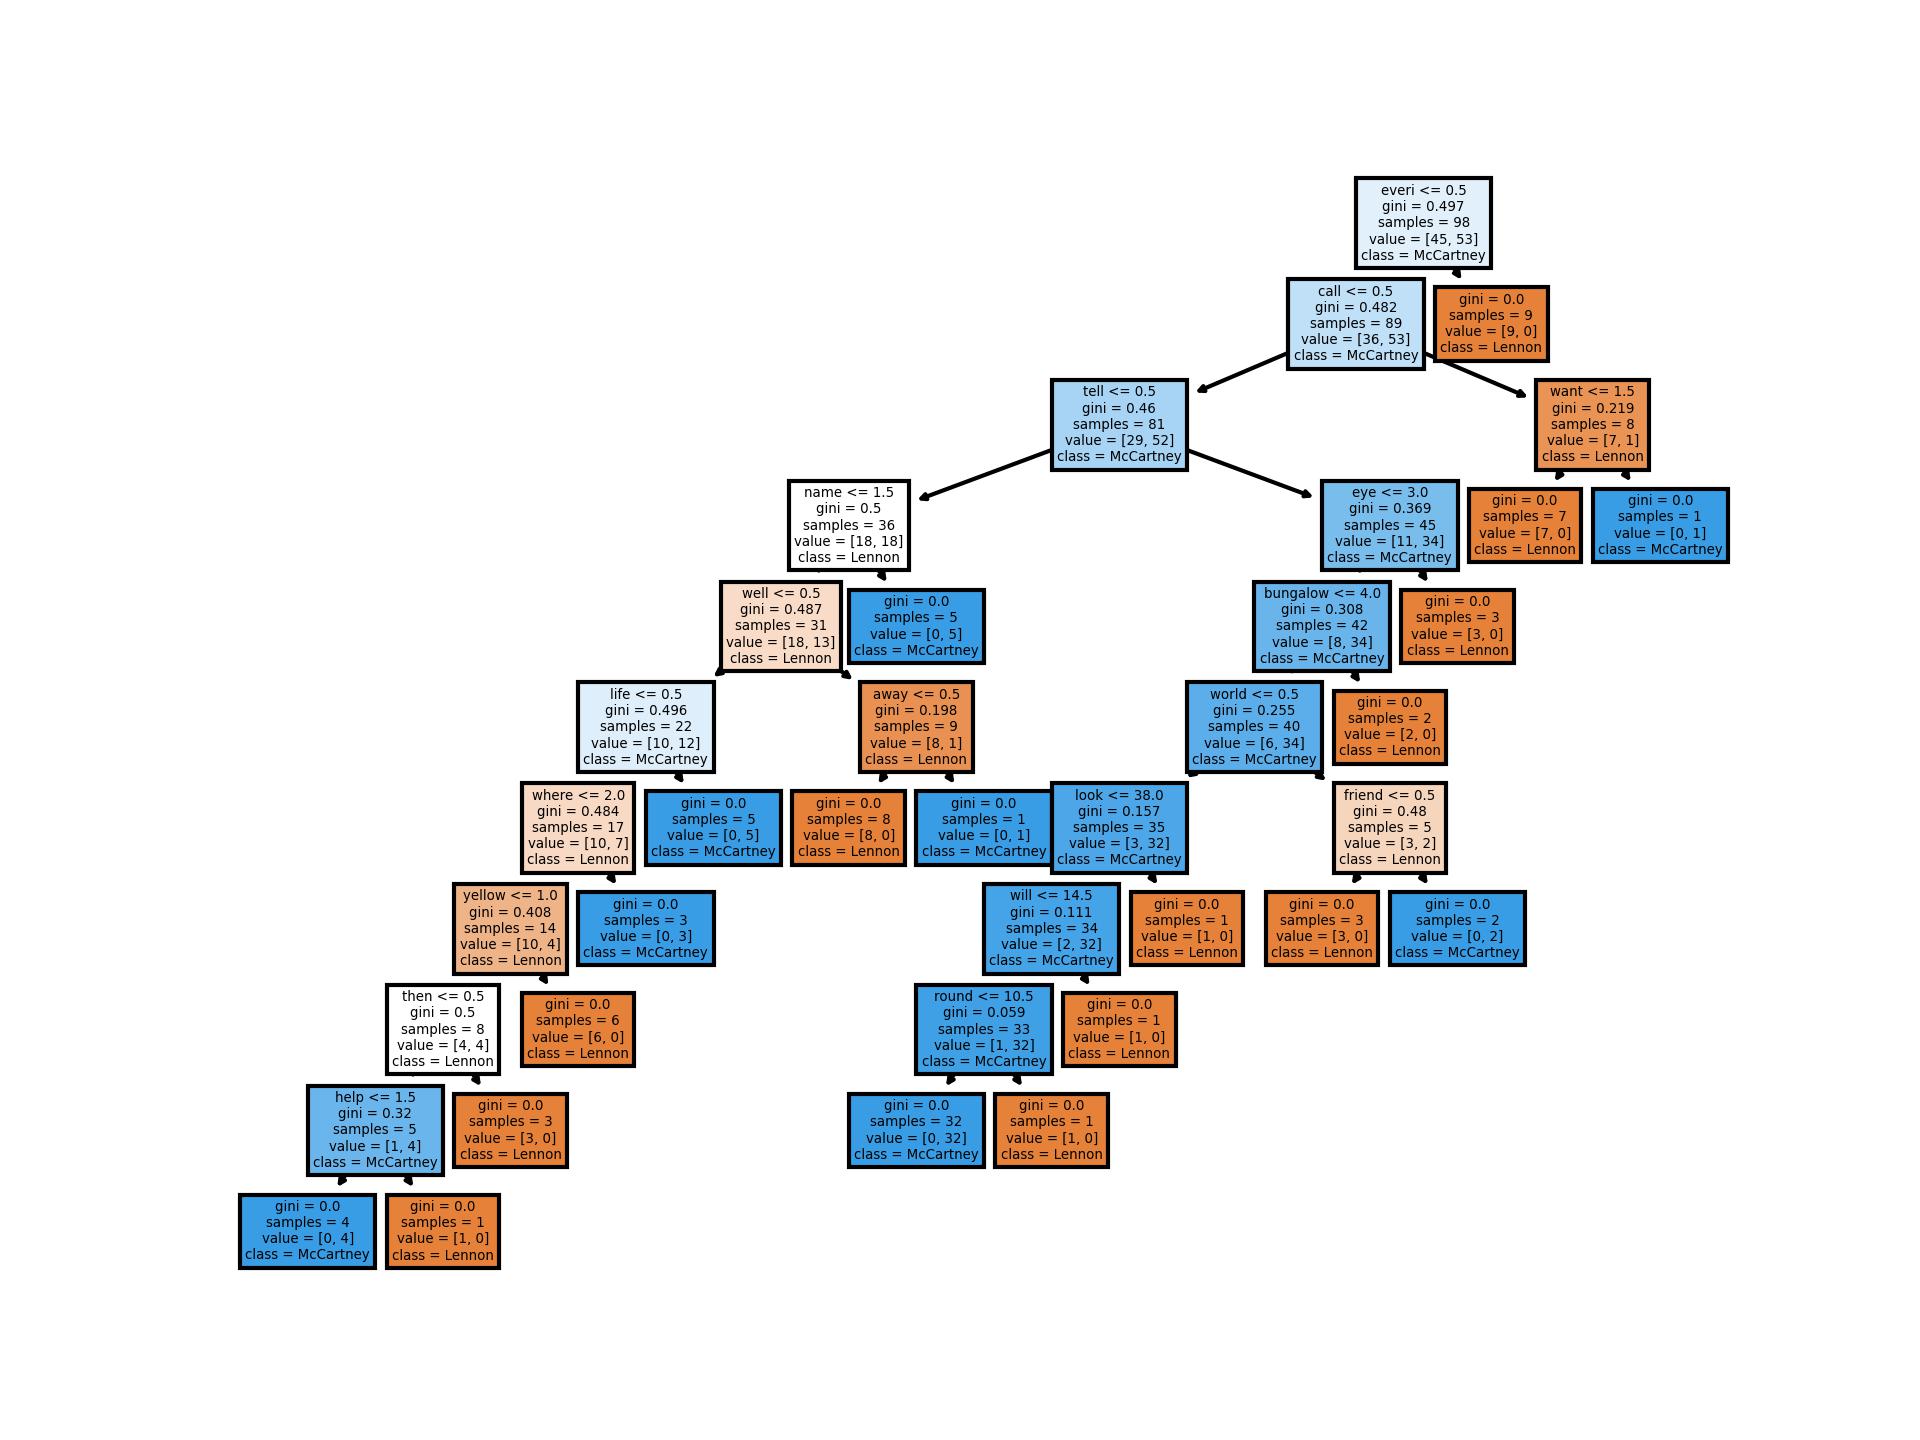 everi <= 0.5
gini = 0.497
samples = 98
value = [45, 53]
class = McCartney
call <= 0.5
gini = 0.482
samples = 89
value = [36, 53]
class = McCartney
gini = 0.0
samples = 9
value = [9, 0]
class = Lennon
tell <= 0.5
gini = 0.46
samples = 81
value = [29, 52]
class = McCartney
want <= 1.5
gini = 0.219
samples = 8
value = [7, 1]
class = Lennon
name <= 1.5
gini = 0.5
samples = 36
value = [18, 18]
class = Lennon
eye <= 3.0
gini = 0.369
samples = 45
value = [11, 34]
class = McCartney
gini = 0.0
samples = 7
value = [7, 0]
class = Lennon
gini = 0.0
samples = 1
value = [0, 1]
class = McCartney
well <= 0.5
gini = 0.487
samples = 31
value = [18, 13]
class = Lennon
gini = 0.0
samples = 5
value = [0, 5]
class = McCartney
bungalow <= 4.0
gini = 0.308
samples = 42
value = [8, 34]
class = McCartney
gini = 0.0
samples = 3
value = [3, 0]
class = Lennon
life <= 0.5
gini = 0.496
samples = 22
value = [10, 12]
class = McCartney
away <= 0.5
gini = 0.198
samples = 9
value = [8, 1]
class = Lennon
world <= 0.5
gini = 0.255
samples = 40
value = [6, 34]
class = McCartney
gini = 0.0
samples = 2
value = [2, 0]
class = Lennon
where <= 2.0
gini = 0.484
samples = 17
value = [10, 7]
class = Lennon
gini = 0.0
samples = 5
value = [0, 5]
class = McCartney
gini = 0.0
samples = 8
value = [8, 0]
class = Lennon
gini = 0.0
samples = 1
value = [0, 1]
class = McCartney
look <= 38.0
gini = 0.157
samples = 35
value = [3, 32]
class = McCartney
friend <= 0.5
gini = 0.48
samples = 5
value = [3, 2]
class = Lennon
yellow <= 1.0
gini = 0.408
samples = 14
value = [10, 4]
class = Lennon
gini = 0.0
samples = 3
value = [0, 3]
class = McCartney
will <= 14.5
gini = 0.111
samples = 34
value = [2, 32]
class = McCartney
gini = 0.0
samples = 1
value = [1, 0]
class = Lennon
gini = 0.0
samples = 3
value = [3, 0]
class = Lennon
gini = 0.0
samples = 2
value = [0, 2]
class = McCartney
then <= 0.5
gini = 0.5
samples = 8
value = [4, 4]
class = Lennon
gini = 0.0
samples = 6
value = [6, 0]
class = Lennon
round <= 10.5
gini = 0.059
samples = 33
value = [1, 32]
class = McCartney
gini = 0.0
samples = 1
value = [1, 0]
class = Lennon
help <= 1.5
gini = 0.32
samples = 5
value = [1, 4]
class = McCartney
gini = 0.0
samples = 3
value = [3, 0]
class = Lennon
gini = 0.0
samples = 32
value = [0, 32]
class = McCartney
gini = 0.0
samples = 1
value = [1, 0]
class = Lennon
gini = 0.0
samples = 4
value = [0, 4]
class = McCartney
gini = 0.0
samples = 1
value = [1, 0]
class = Lennon